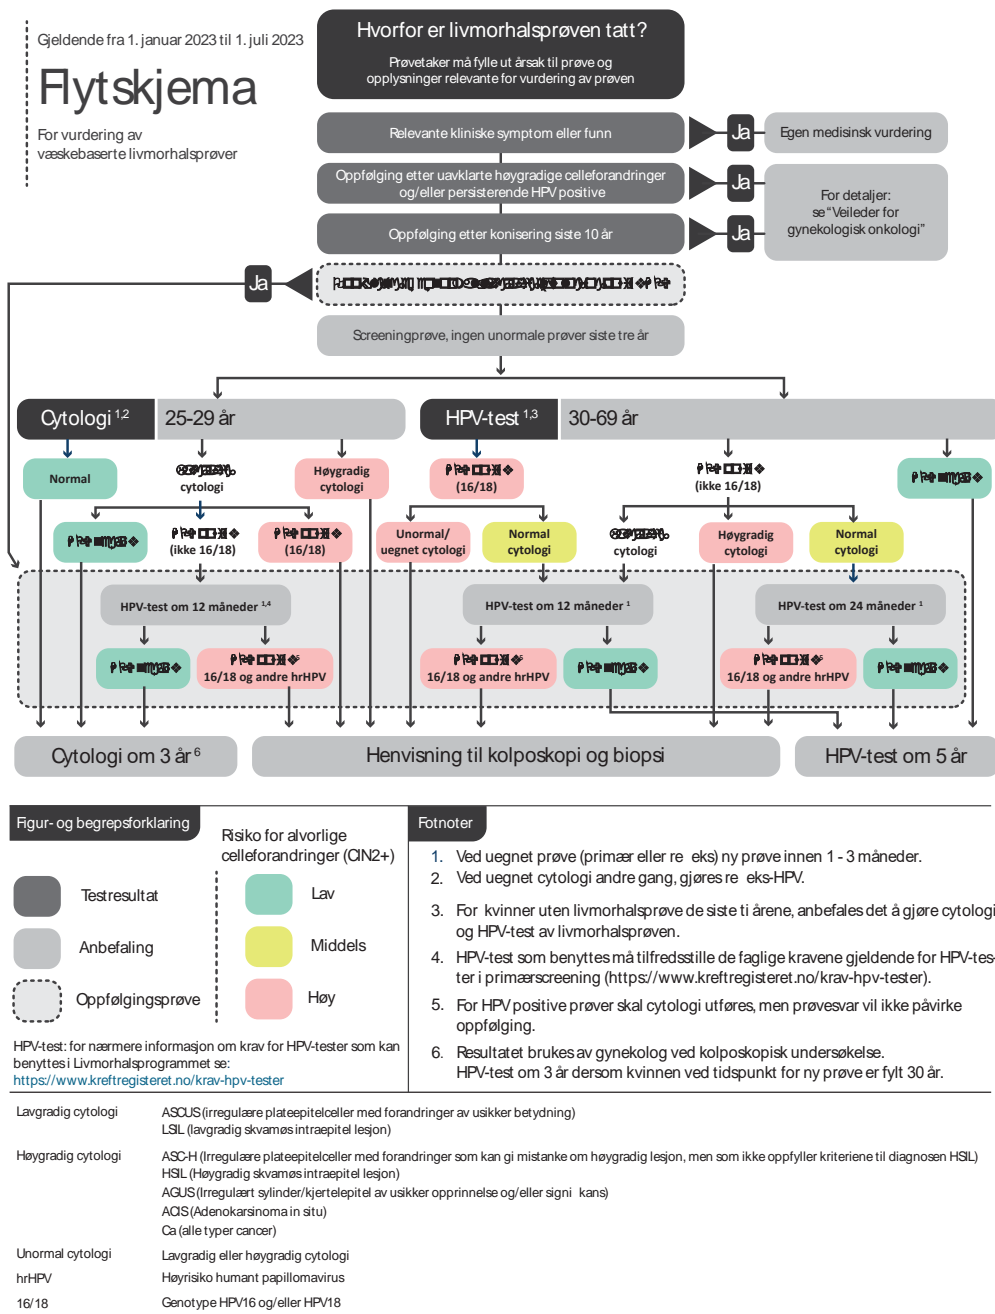 Gjeldende fra 1. januar 2023 til 1. juli 2023
Flytskjema
For vurdering av
væskebaserte livmorhalsprøver
Hvorfor er livmorhalsprøven tatt?
Prøvetaker må fylle ut årsak til prøve og
opplysninger relevante for vurdering av prøven
Relevante kliniske symptom eller funn
Ja
Egen medisinsk vurdering
Oppfølging etter uavklarte høygradige celleforandringer
og/eller persisterende HPV positive
Ja
For detaljer:
se “Veileder for
gynekologisk onkologi”
Oppfølging etter konisering siste 10 år
Ja
Ja
Screeningprøve, ingen unormale prøver siste tre år
Cytologi 1,2
25-29 år
HPV-test 1,3
30-69 år
Normal
cytologi
Høygradig
cytologi
(16/18)
(ikke 16/18)
(ikke 16/18)
(16/18)
Unormal/
uegnet cytologi
Normal
cytologi
cytologi
Høygradig
cytologi
Normal
cytologi
HPV-test om 12 måneder 1,4
HPV-test om 12 måneder 1
HPV-test om 24 måneder 1
16/18 og andre hrHPV
16/18 og andre hrHPV
16/18 og andre hrHPV
Cytologi om 3 år 6
Henvisning til kolposkopi og biopsi
HPV-test om 5 år
Figur- og begrepsforklaring
Testresultat
Anbefaling
Oppfølgingsprøve
Risiko for alvorlige
celleforandringer (CIN2+)
Lav
Middels
Høy
HPV-test: for nærmere informasjon om krav for HPV-tester som kan
benyttes i Livmorhalsprogrammet se:
https://www.kreftregisteret.no/krav-hpv-tester
Fotnoter
1. Ved uegnet prøve (primær eller re eks) ny prøve innen 1 - 3 måneder.
2. Ved uegnet cytologi andre gang, gjøres re eks-HPV.
3. For kvinner uten livmorhalsprøve de siste ti årene, anbefales det å gjøre cytologi
og HPV-test av livmorhalsprøven.
4. HPV-test som benyttes må tilfredsstille de faglige kravene gjeldende for HPV-tes-
ter i primærscreening (https://www.kreftregisteret.no/krav-hpv-tester).
5. For HPV positive prøver skal cytologi utføres, men prøvesvar vil ikke påvirke
oppfølging.
6. Resultatet brukes av gynekolog ved kolposkopisk undersøkelse.
HPV-test om 3 år dersom kvinnen ved tidspunkt for ny prøve er fylt 30 år.
Lavgradig cytologi
ASCUS (irregulære plateepitelceller med forandringer av usikker betydning)
LSIL (lavgradig skvamøs intraepitel lesjon)
Høygradig cytologi
ASC-H (Irregulære plateepitelceller med forandringer som kan gi mistanke om høygradig lesjon, men som ikke oppfyller kriteriene til diagnosen HSIL)
HSIL (Høygradig skvamøs intraepitel lesjon)
AGUS (Irregulært sylinder/kjertelepitel av usikker opprinnelse og/eller signi kans)
ACIS (Adenokarsinoma in situ)
Ca (alle typer cancer)
Unormal cytologi
Lavgradig eller høygradig cytologi
hrHPV
Høyrisiko humant papillomavirus
16/18
Genotype HPV16 og/eller HPV18